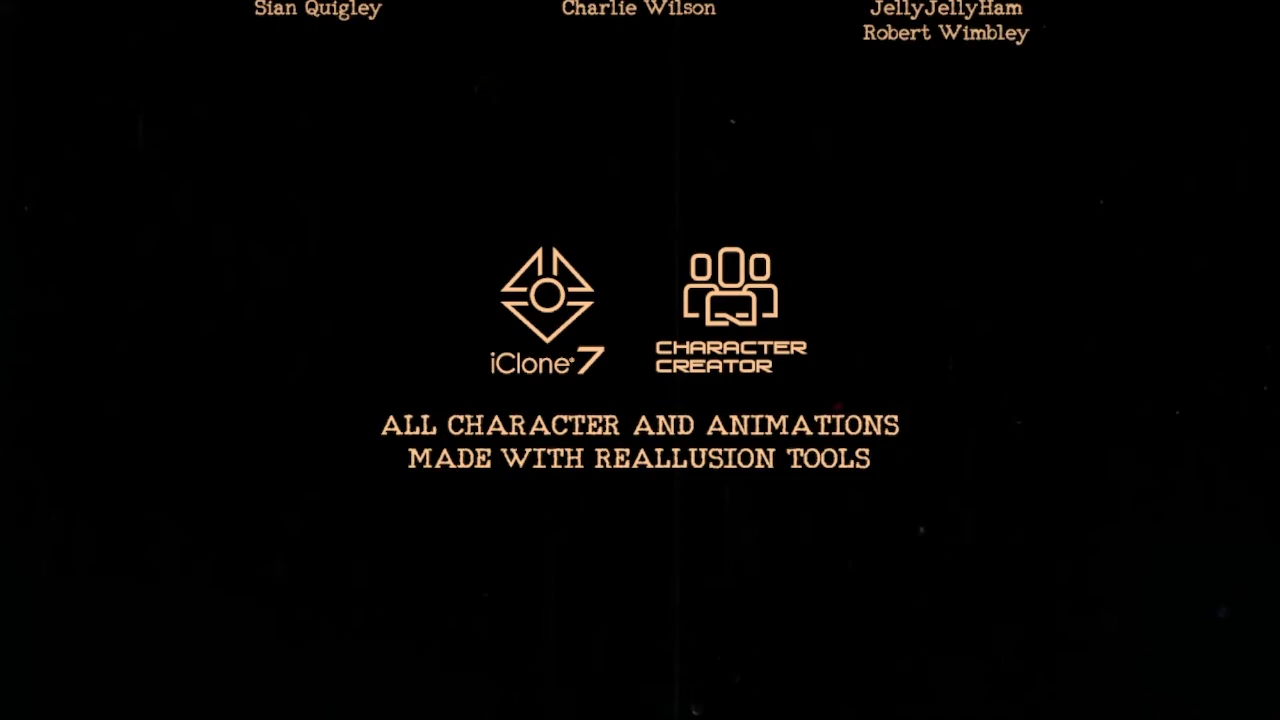 Sian Quigley
Charlie Wilson
JellyJellyHam
Robert Wimbley
iClone 7
CHARACTER
CREATOR
ALL CHARACTER AND ANIMATIONS
MADE WITH REALLUSION TOOLS